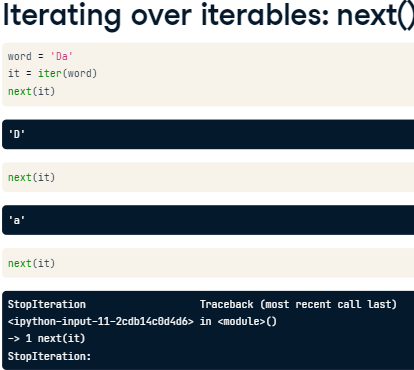 Iterating over iterables: next()
word = 'Da'
it = iter(word)
next(it)
'D'
next(it)
'a'
next(it)
StopIteration Traceback (most recent call last)
<ipython-input-11-2cdb14c0d4d6> in <module>()
-> 1 next(it)
StopIteration: